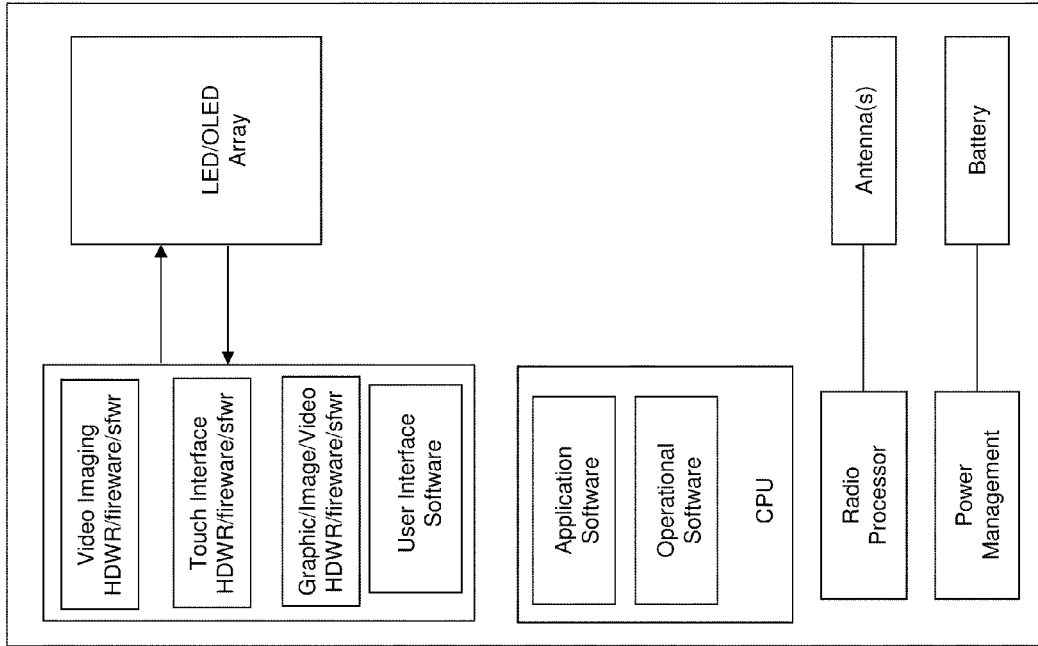 Video Imaging
HDWR/fireware/sfwr
Touch Interface
HDWR/fireware/sfwr
Graphic/Image/Video
HDWR/fireware/sfwr
User Interface
Software
LED/OLED
Array
Application
Software
Operational
Software
CPU
Radio
Processor
Antenna(s)
Power
Management
Battery